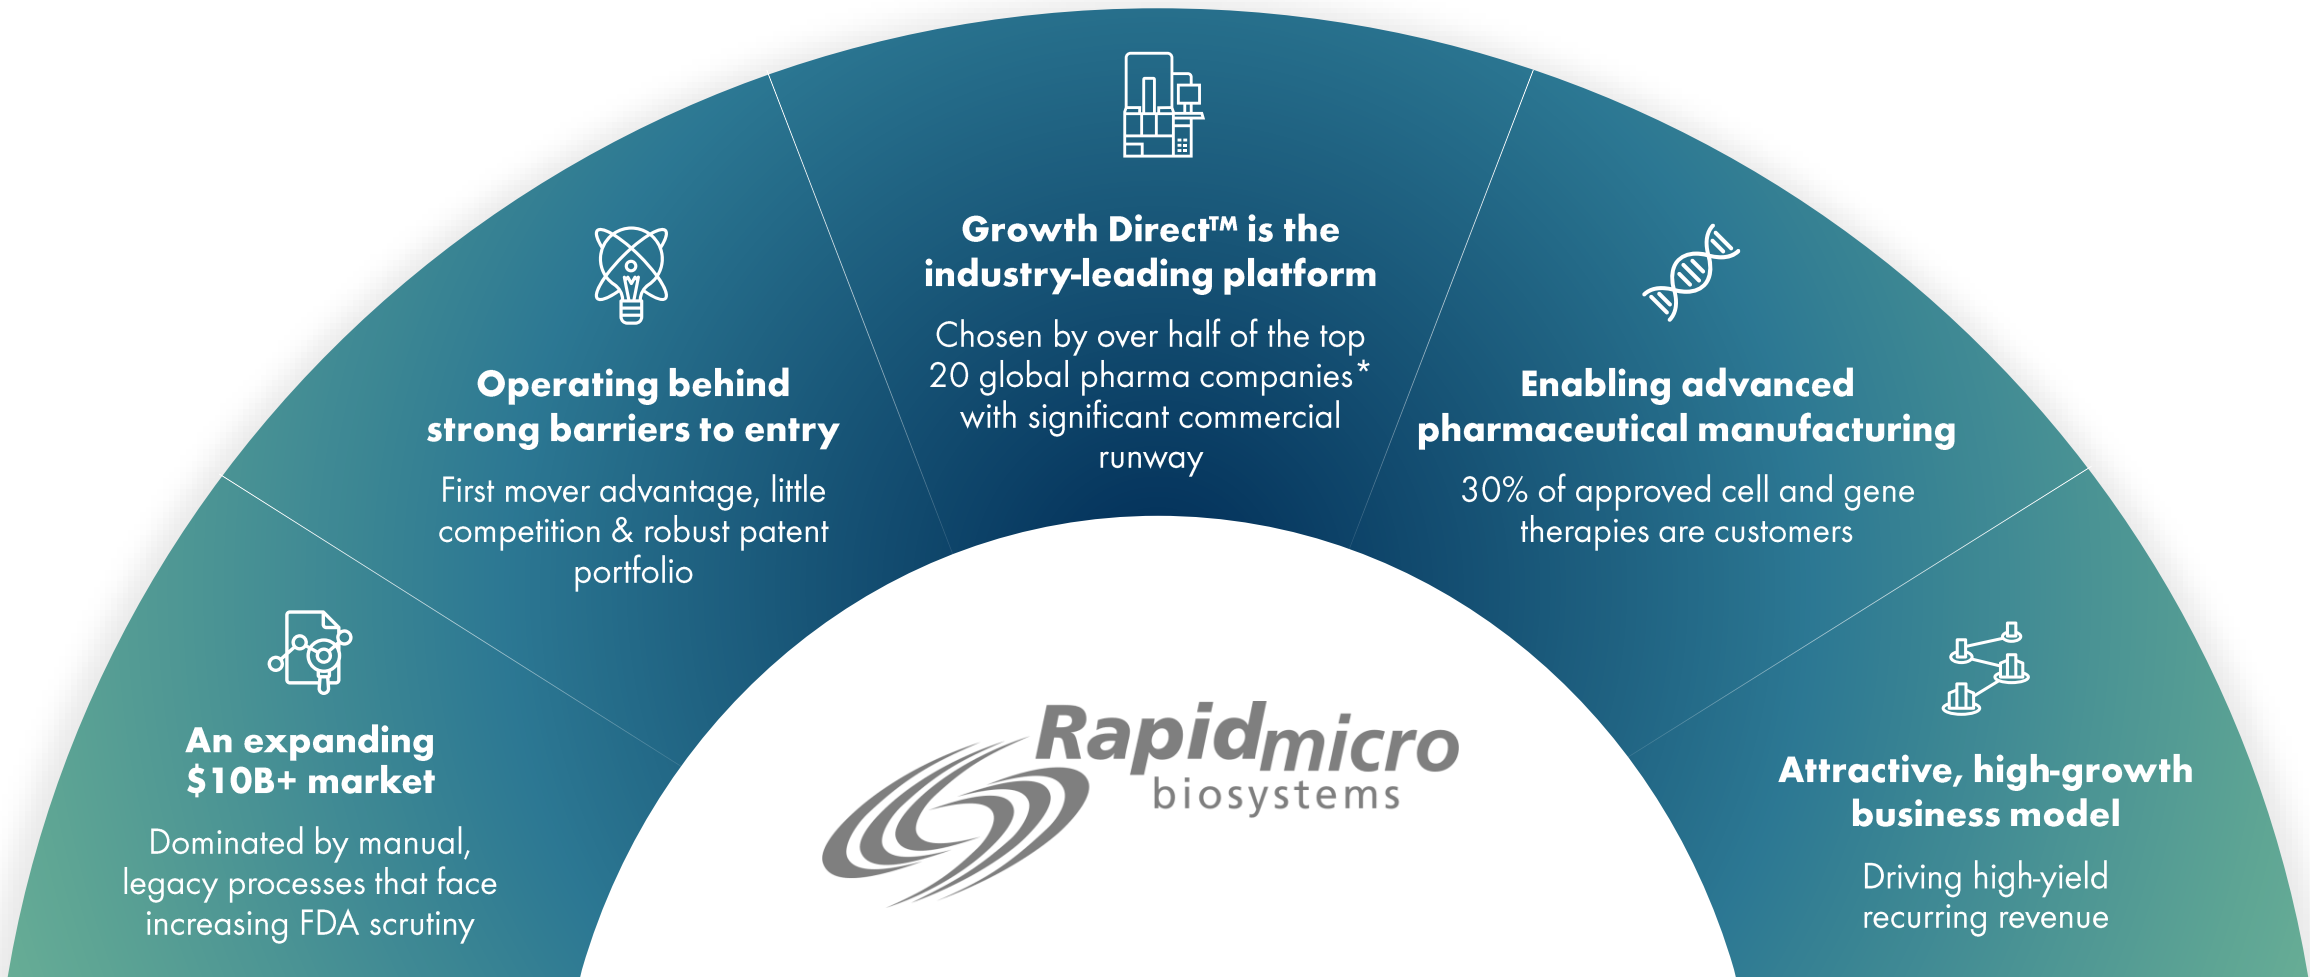 An expanding
$10B+ market
Dominated by manual,
legacy processes that face
increasing FDA scrutiny
Operating behind
strong barriers to entry
First mover advantage, little
competition & robust patent
portfolio
Growth Direct™ is the
industry-leading platform
Chosen by over half of the top
20 global pharma companies*
with significant commercial
runway
Enabling advanced
pharmaceutical manufacturing
30% of approved cell and gene
therapies are customers
Attractive, high-growth
business model
Driving high-yield
recurring revenue
Rapidmicro
biosystems